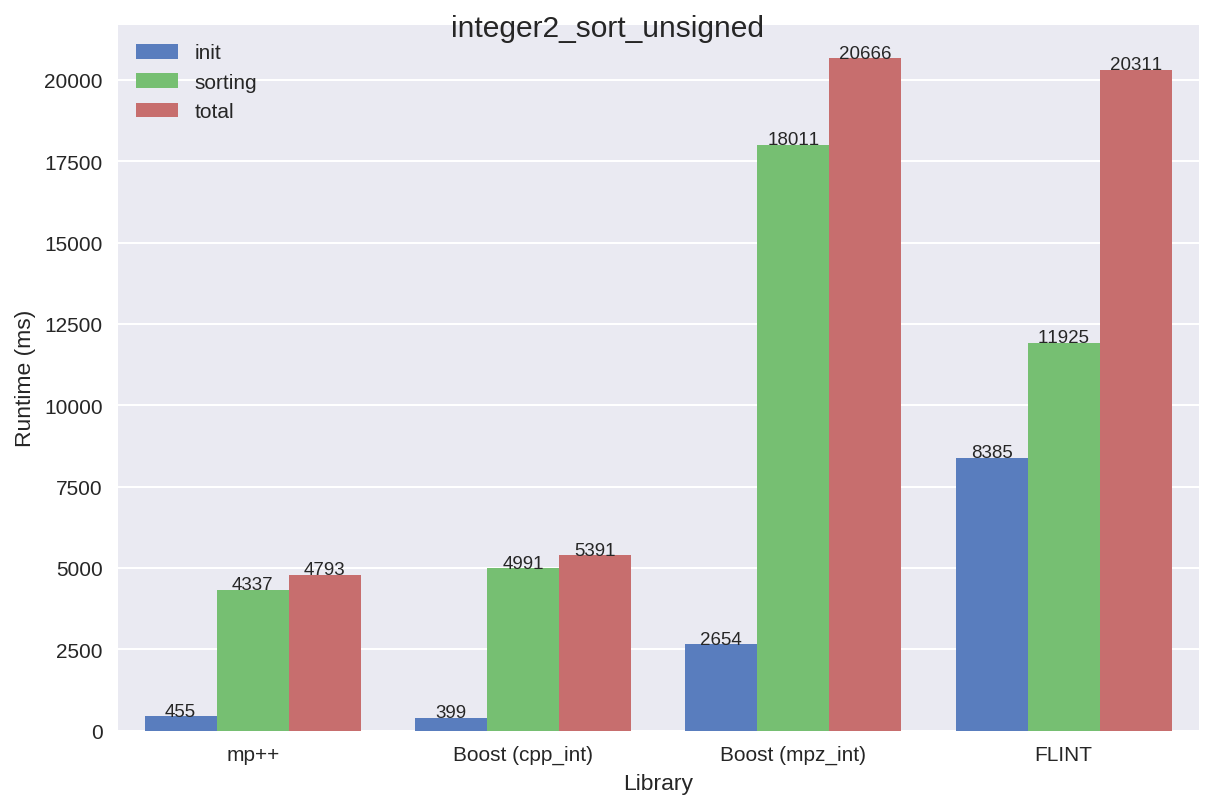 integer2_sort_unsigned
init
sorting
total
20000
17500
15000
12500
10000
7500
5000
2500
0
Runtime (ms)
455
4337
4793
399
4991
5391
2654
18011
20666
8385
11925
20311
mp++
Boost (cpp_int)
Boost (mpz_int)
FLINT
Library